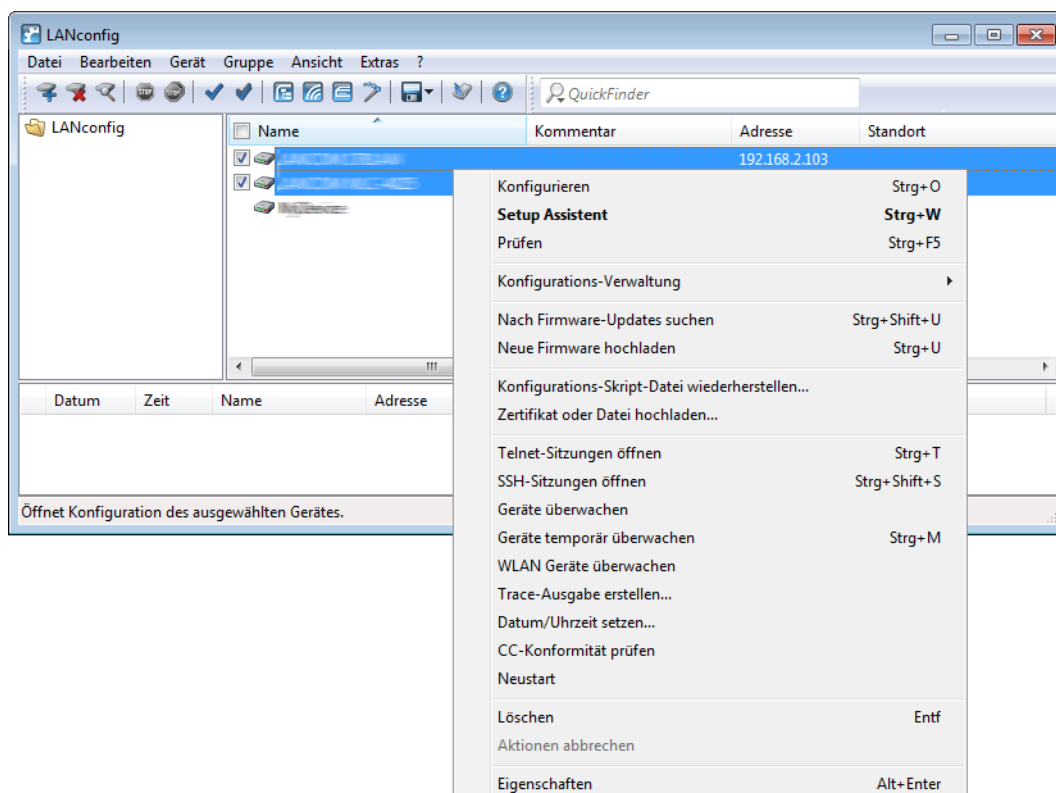 LANconfig
Datei Bearbeiten Gerät Gruppe Ansicht Extras ?
QuickFinder
LANconfig
Name Kommentar Adresse Standort
192.168.2.103
Konfigurieren Strg+O
Setup Assistent Strg+W
Prüfen Strg+F5
Konfigurations-Verwaltung
Nach Firmware-Updates suchen Strg+Shift+U
Neue Firmware hochladen Strg+U
Konfigurations-Skript-Datei wiederherstellen...
Zertifikat oder Datei hochladen...
Telnet-Sitzungen öffnen Strg+T
SSH-Sitzungen öffnen Strg+Shift+S
Geräte überwachen
Geräte temporär überwachen Strg+M
WLAN Geräte überwachen
Trace-Ausgabe erstellen...
Datum/Uhrzeit setzen...
CC-Konformität prüfen
Neustart
Löschen Entf
Aktionen abbrechen
Eigenschaften Alt+Enter
Datum Zeit Name Adresse
Öffnet Konfiguration des ausgewählten Gerätes.